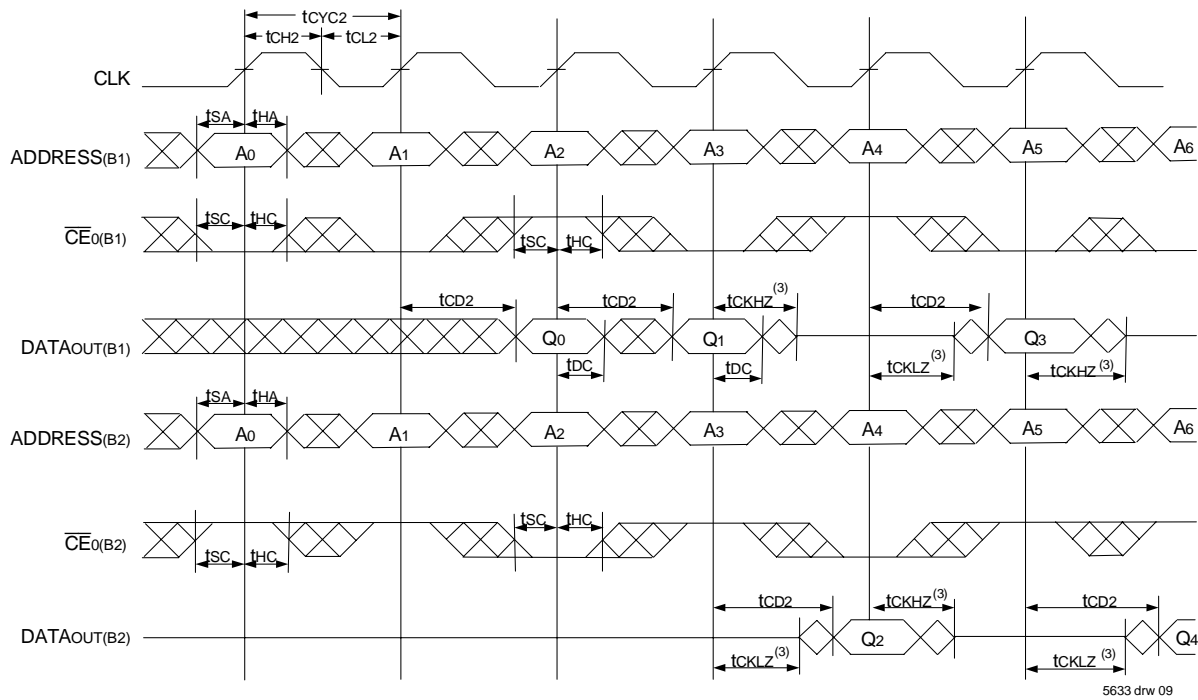 tCYC2
tCH2 tCL2
CLK
tSA tHA
ADDRESS(B1) A0 A1 A2 A3 A4 A5 A6
tSC tHC
CE0(B1)
tSC tHC
tCD2 tCD2 tCKHZ(3) tCD2
DATAOUT(B1) Q0 Q1 Q3
tDC tDC tCKLZ(3) tCKHZ(3)
tSA tHA
ADDRESS(B2) A0 A1 A2 A3 A4 A5 A6
tSC tHC
CE0(B2)
tSC tHC
tCD2 tCKHZ(3) tCD2
DATAOUT(B2) Q2 Q4
tCKLZ(3) tCKLZ(3)
5633 drw 09